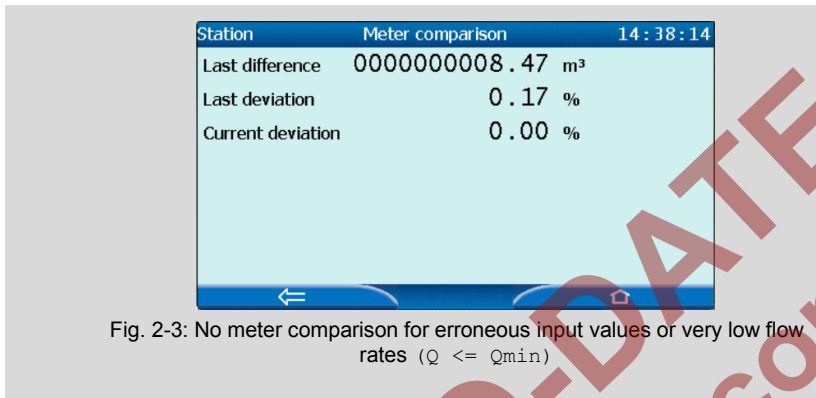 Station Meter comparison 14:38:14
Last difference 0000000008.47 m³
Last deviation 0.17 %
Current deviation 0.00 %
Fig. 2-3: No meter comparison for erroneous input values or very low flow
rates (Q <= Qmin)